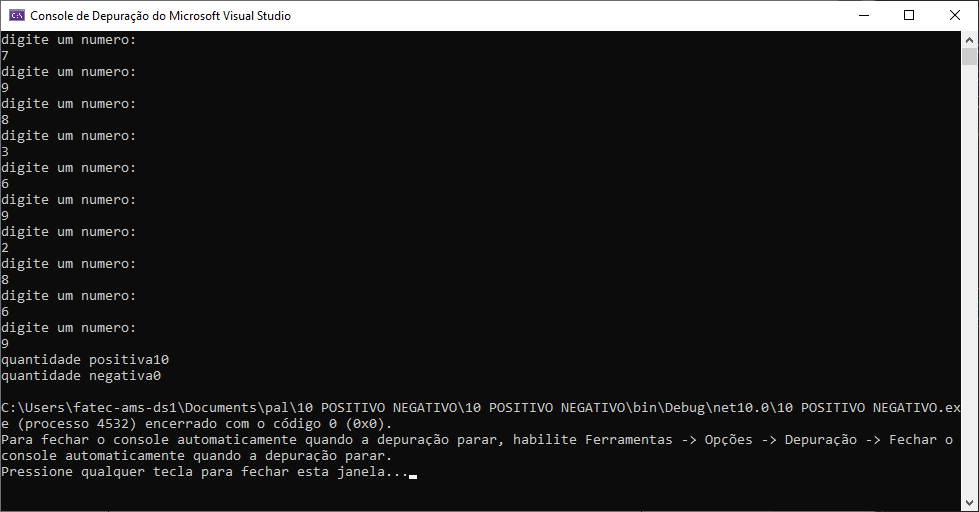 Console de Depuração do Microsoft Visual Studio
digite um numero:
7
digite um numero:
9
digite um numero:
8
digite um numero:
3
digite um numero:
6
digite um numero:
9
digite um numero:
2
digite um numero:
8
digite um numero:
6
digite um numero:
9
quantidade positiva10
quantidade negativa0
C:\Users\fatec-ams-ds1\Documents\pal\10 POSITIVO NEGATIVO\10 POSITIVO NEGATIVO\bin\Debug\net10.0\10 POSITIVO NEGATIVO.ex
e (processo 4532) encerrado com o código 0 (0x0).
Para fechar o console automaticamente quando a depuração parar, habilite Ferramentas -> Opções -> Depuração -> Fechar o
console automaticamente quando a depuração parar.
Pressione qualquer tecla para fechar esta janela...